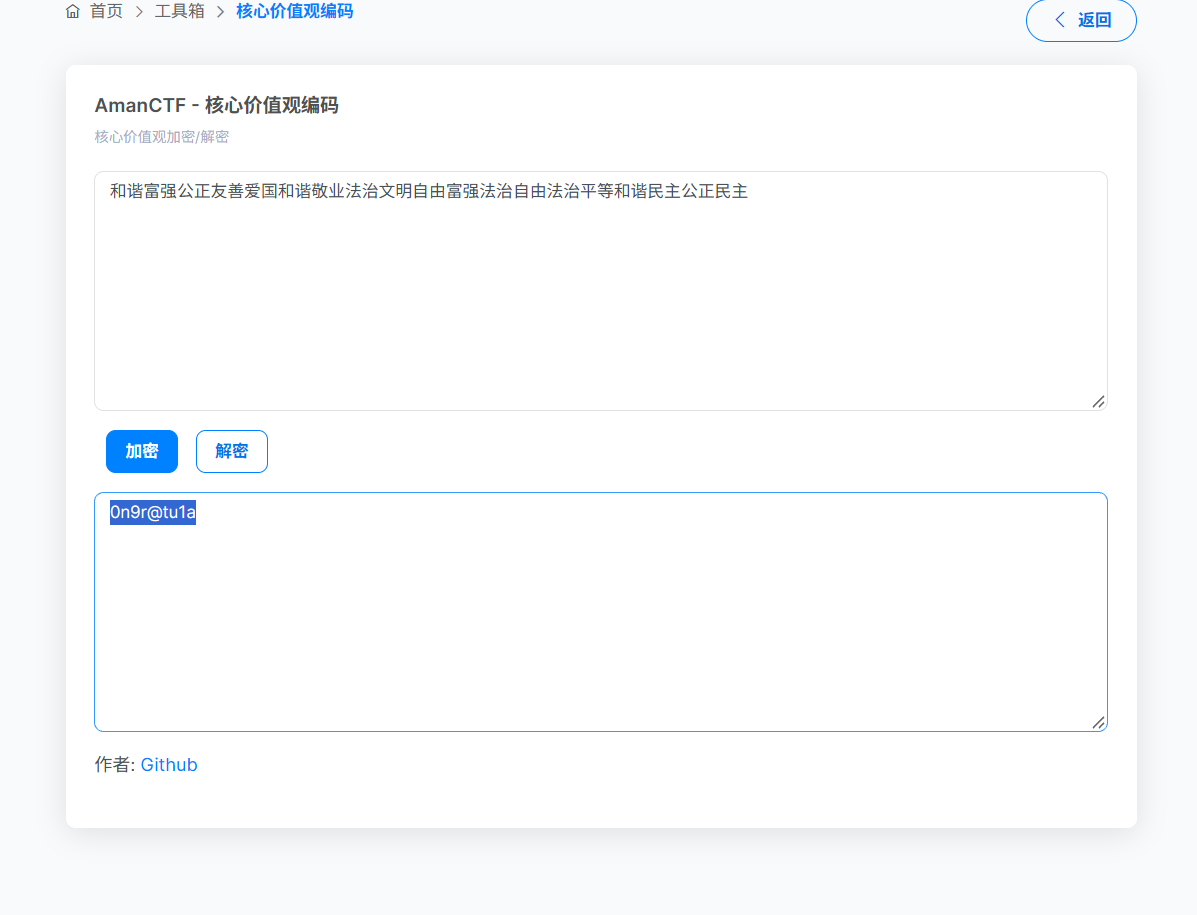 首页 > 工具箱 > 核心价值观编码
返回
AmanCTF - 核心价值观编码
核心价值观加密/解密
和谐富强公正友善爱国和谐敬业法治文明自由富强法治自由法治平等和谐民主公正民主
加密 解密
0n9r@tu1a
作者: Github